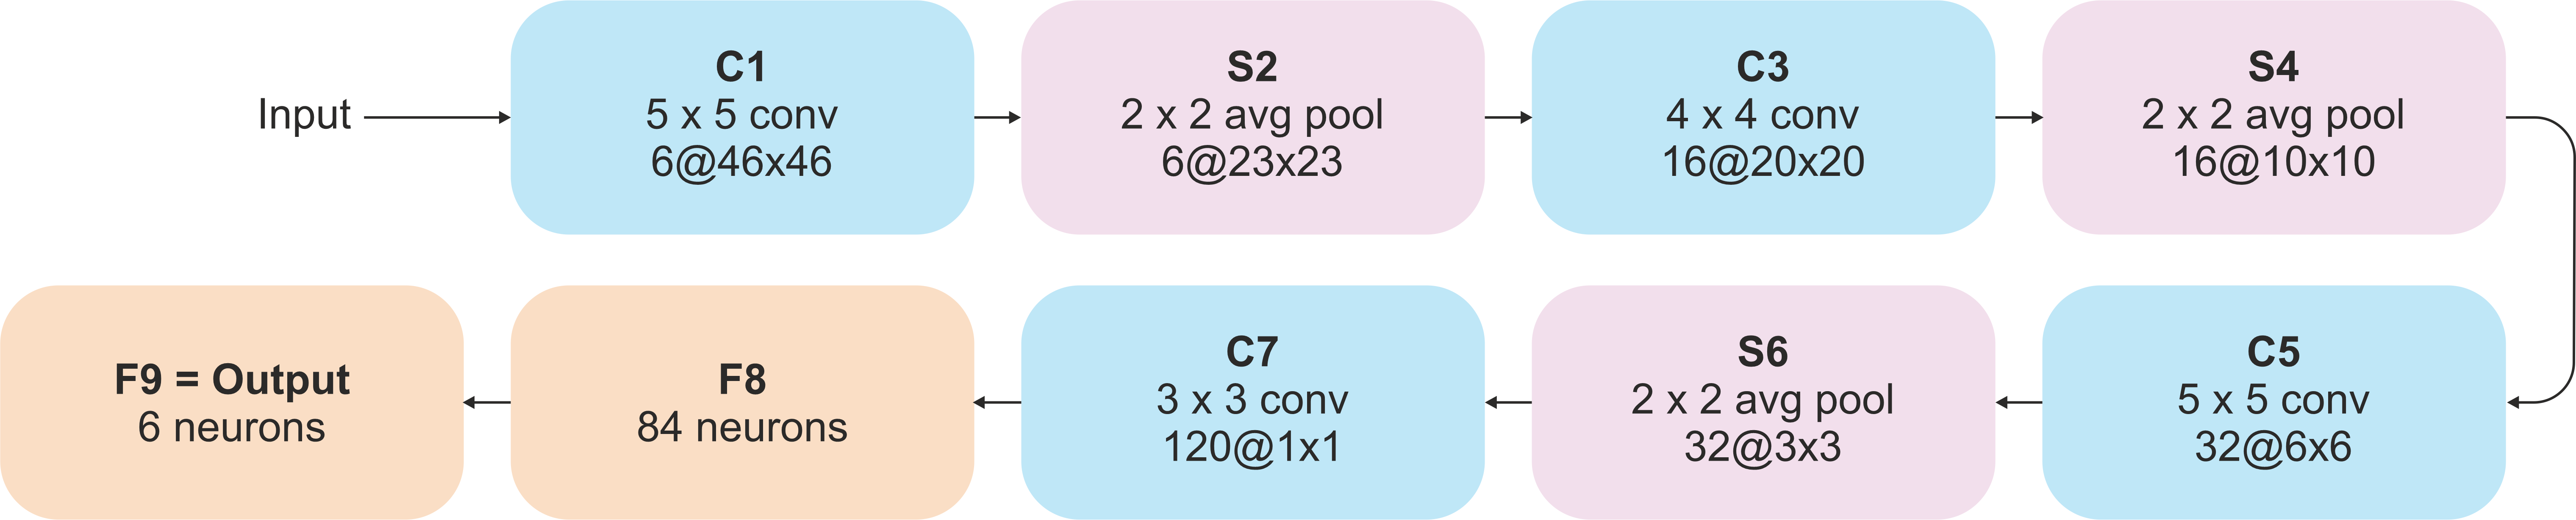 Input
C1
5 x 5 conv
6@46x46
S2
2 x 2 avg pool
6@23x23
C3
4 x 4 conv
16@20x20
S4
2 x 2 avg pool
16@10x10
C5
5 x 5 conv
32@6x6
S6
2 x 2 avg pool
32@3x3
C7
3 x 3 conv
120@1x1
F8
84 neurons
F9 = Output
6 neurons